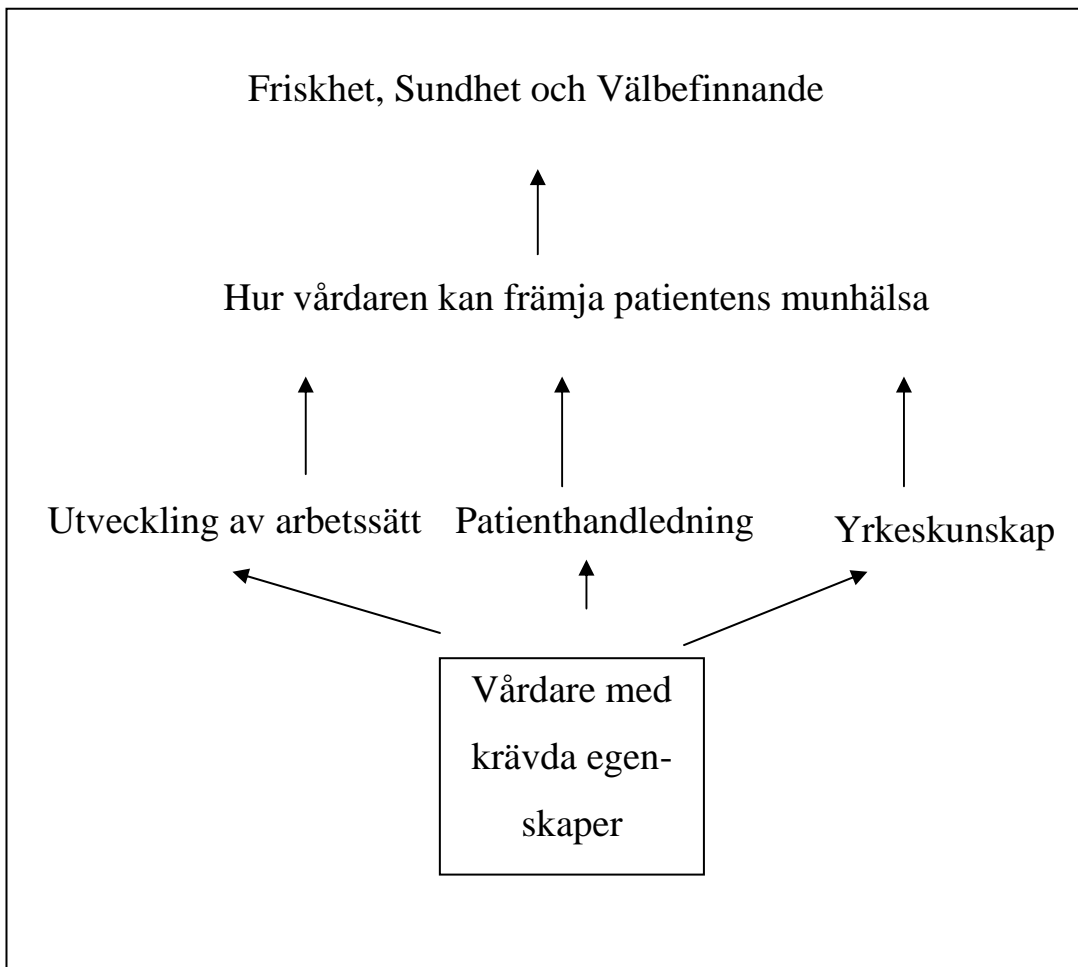 Friskhet, Sundhet och Välbefinnande
Hur vårdaren kan främja patientens munhälsa
Utveckling av arbetssätt
Patienthandledning
Yrkeskunskap
Vårdare med
krävda egen-
skaper